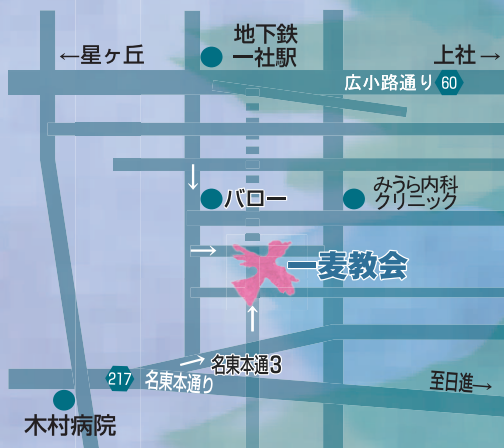 地下鉄
一社駅
←星ヶ丘
上社→
広小路通り 60
バロー
みうら内科
クリニック
一麦教会
名東本通3
217 名東本通り
至日進→
木村病院